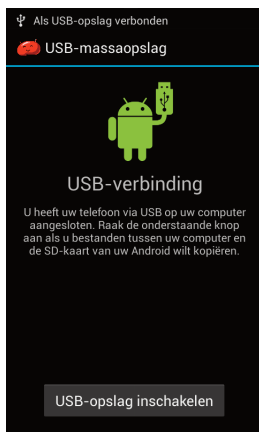 Als USB-opslag verbonden
USB-massaopslag
USB-verbinding
U heeft uw telefoon via USB op uw computer
aangesloten. Raak de onderstaande knop
aan als u bestanden tussen uw computer en
de SD-kaart van uw Android wilt kopiëren.
USB-opslag inschakelen